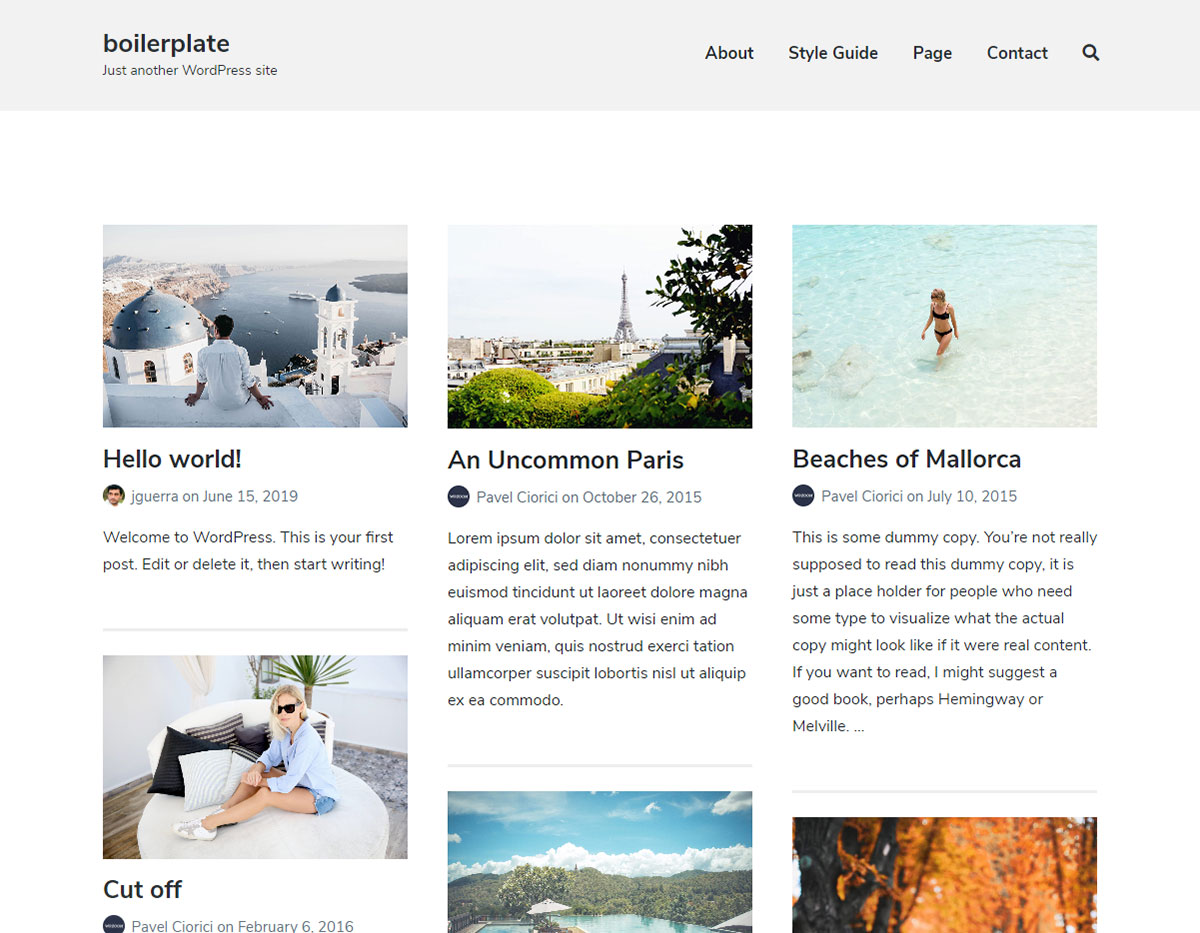 boilerplate
Just another WordPress site
About Style Guide Page Contact
Hello world!
jguerra on June 15, 2019
Welcome to WordPress. This is your first
post. Edit or delete it, then start writing!
Cut off
Pavel Ciorici on February 6, 2016
An Uncommon Paris
Pavel Ciorici on October 26, 2015
Lorem ipsum dolor sit amet, consectetuer
adipiscing elit, sed diam nonummy nibh
euismod tincidunt ut laoreet dolore magna
aliquam erat volutpat. Ut wisi enim ad
minim veniam, quis nostrud exerci tation
ullamcorper suscipit lobortis nisl ut aliquip
ex ea commodo.
Beaches of Mallorca
Pavel Ciorici on July 10, 2015
This is some dummy copy. You’re not really
supposed to read this dummy copy, it is
just a place holder for people who need
some type to visualize what the actual
copy might look like if it were real content.
If you want to read, I might suggest a
good book, perhaps Hemingway or
Melville. ...